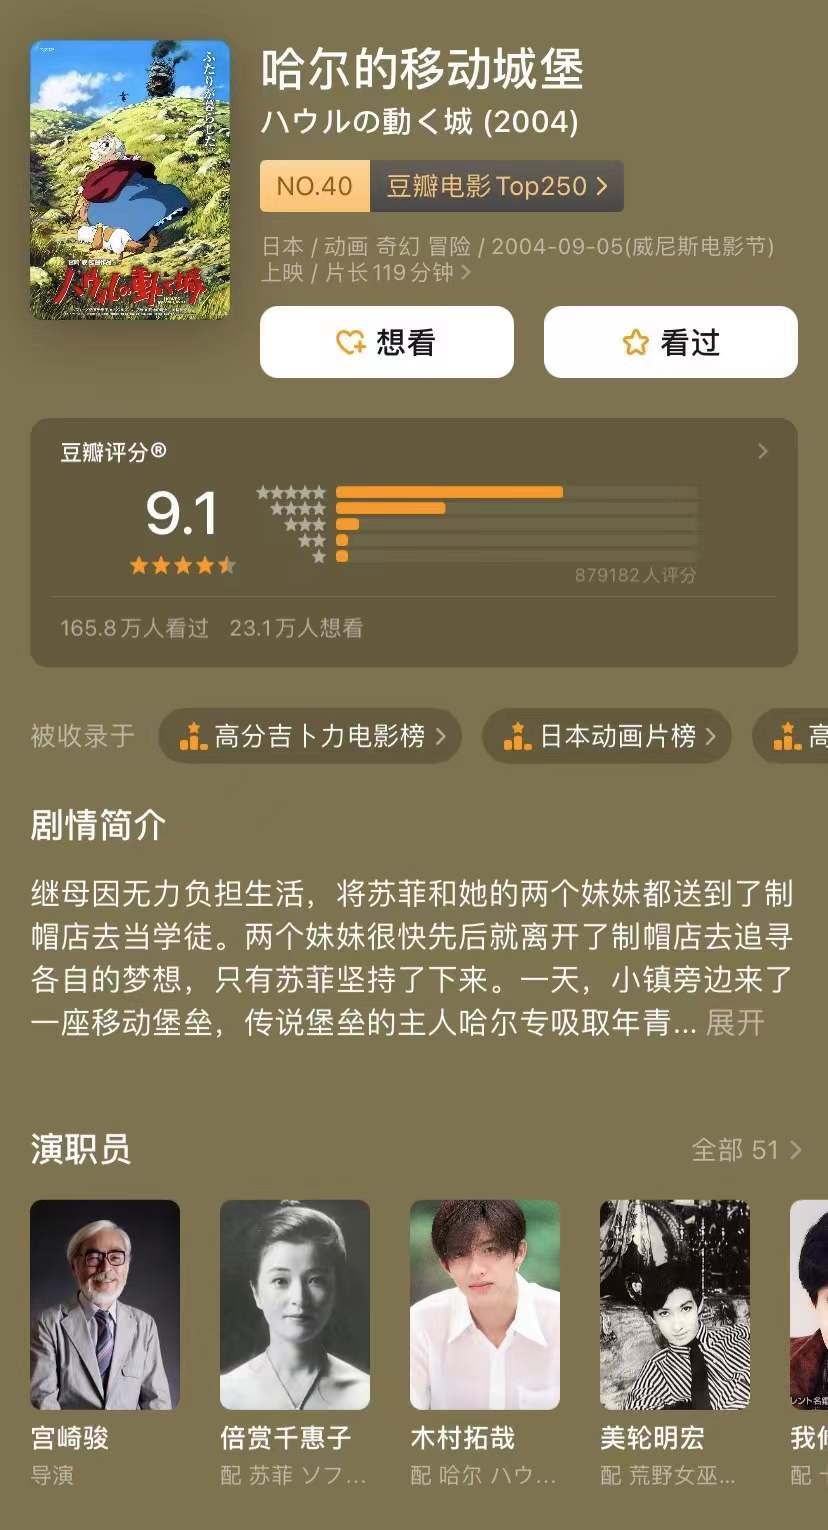 ふたりが暮らした。
ハウルの動く城
哈尔的移动城堡
ハウルの動く城 (2004)
NO.40 豆瓣电影Top250
日本 / 动画 奇幻 冒险 / 2004-09-05(威尼斯电影节)
上映 / 片长119分钟
想看 看过
豆瓣评分®
9.1
879182人评分
165.8万人看过 23.1万人想看
被收录于 高分吉卜力电影榜 日本动画片榜 高
剧情简介
继母因无力负担生活，将苏菲和她的两个妹妹都送到了制
帽店去当学徒。两个妹妹很快先后就离开了制帽店去追寻
各自的梦想，只有苏菲坚持了下来。一天，小镇旁边来了
一座移动堡垒，传说堡垒的主人哈尔专吸取年青... 展开
演职员 全部 51
宫崎骏 倍赏千惠子 木村拓哉 美轮明宏 我
导演 配 苏菲 ソフ... 配 哈尔 ハウ... 配 荒野女巫... 配